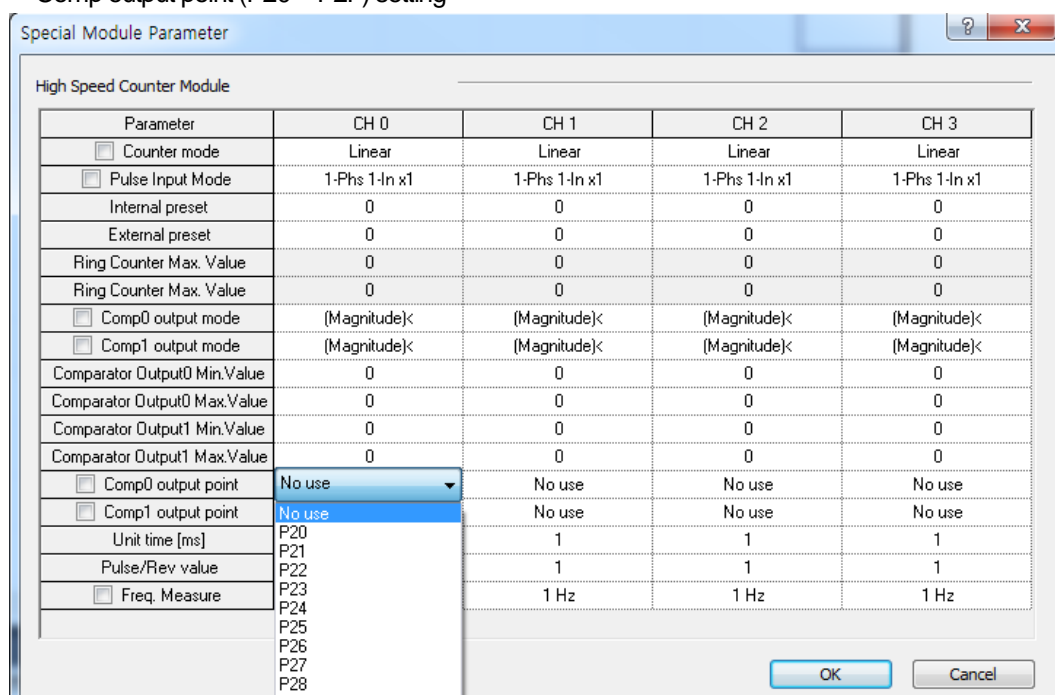 Comp output point (P20 ~ P2F) setting
Special Module Parameter
High Speed Counter Module
Parameter CH 0 CH 1 CH 2 CH 3
Counter mode Linear Linear Linear Linear
Pulse Input Mode 1-Phs 1-In x1 1-Phs 1-In x1 1-Phs 1-In x1 1-Phs 1-In x1
Internal preset 0 0 0 0
External preset 0 0 0 0
Ring Counter Max. Value 0 0 0 0
Ring Counter Max. Value 0 0 0 0
Comp0 output mode (Magnitude)< (Magnitude)< (Magnitude)< (Magnitude)<
Comp1 output mode (Magnitude)< (Magnitude)< (Magnitude)< (Magnitude)<
Comparator Output0 Min.Value 0 0 0 0
Comparator Output0 Max.Value 0 0 0 0
Comparator Output1 Min.Value 0 0 0 0
Comparator Output1 Max.Value 0 0 0 0
Comp0 output point No use No use No use No use
Comp1 output point No use No use No use No use
Unit time [ms] P20 1 1 1
P21
Pulse/Rev value P22 1 1 1
Freq. Measure P23 1 Hz 1 Hz 1 Hz
P24
P25
P26
P27
P28
OK Cancel